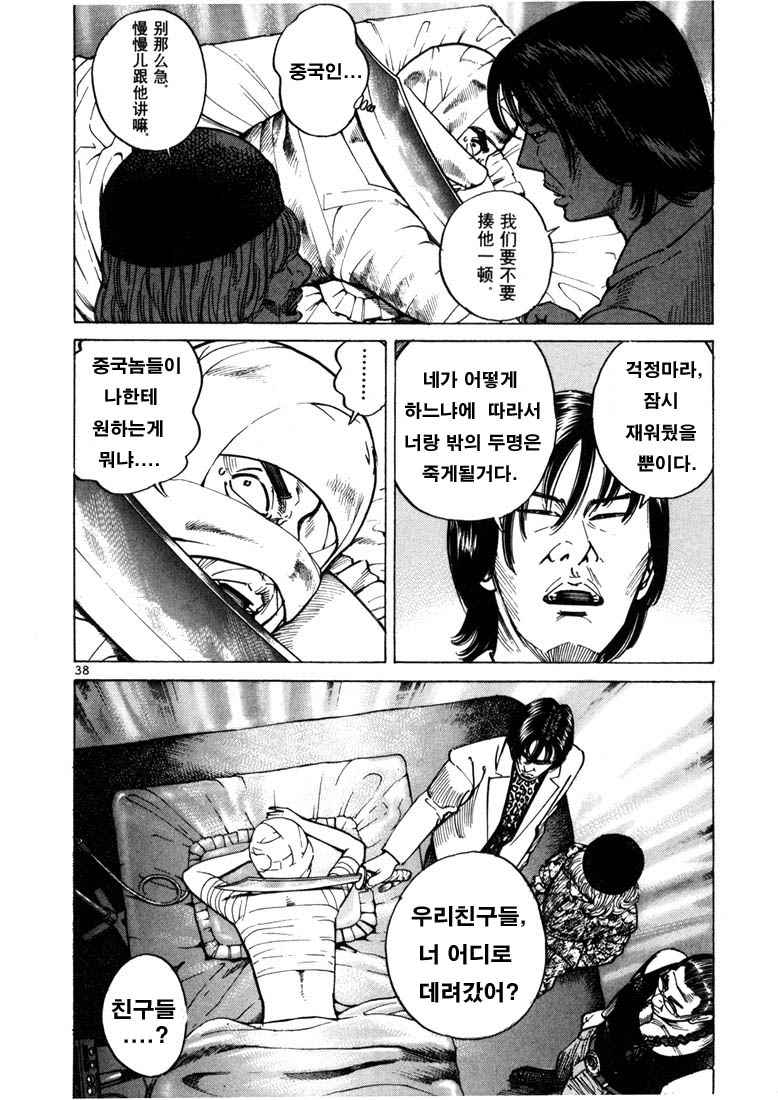 我们要不要
揍他一顿.
중국인...
别那么急.
慢慢儿跟他讲嘛.
걱정마라,
잠시
재워뒀을
뿐이다.
네가 어떻게
하느냐에 따라서
너랑 밖의 두명은
죽게될거다.
………
중국놈들이
나한테
원하는게
뭐냐....
38
우리친구들,
너 어디로
데려갔어?
친구들
....?